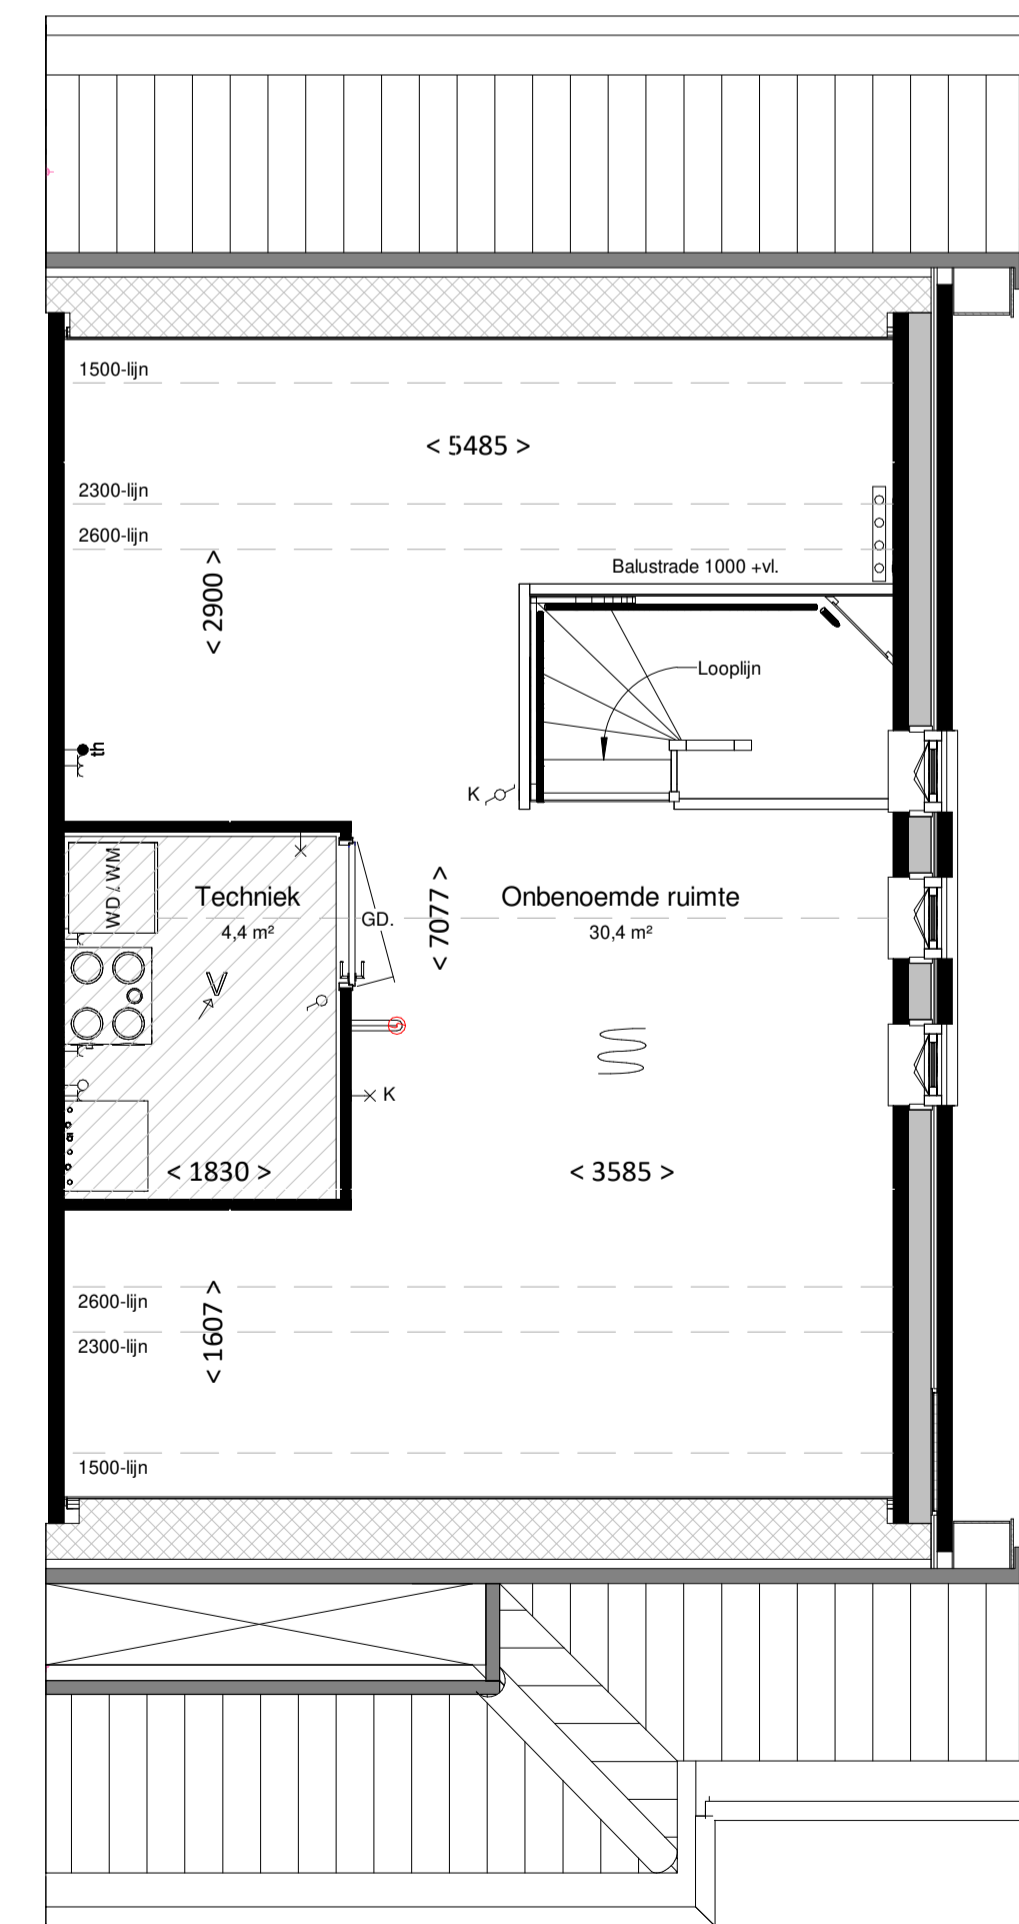 1500-lijn
< 5485 >
2300-lijn
2600-lijn
< 2900 >
Balustrade 1000 +vl.
Looplijn
th
K
WD / WM
Techniek
4,4 m²
GD.
< 7077 >
Onbenoemde ruimte
30,4 m²
V
K
< 1830 >
< 3585 >
2600-lijn
< 1607 >
2300-lijn
1500-lijn